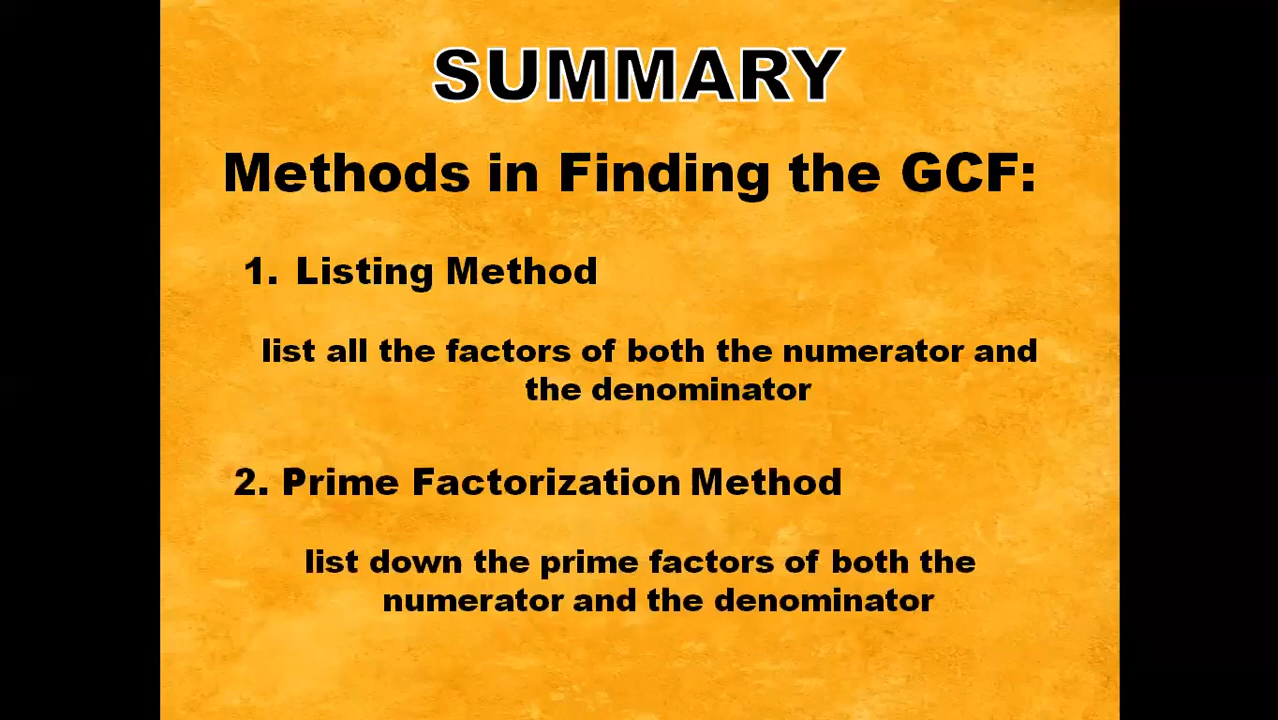 SUMMARY
Methods in Finding the GCF:
1. Listing Method
list all the factors of both the numerator and
the denominator
2. Prime Factorization Method
list down the prime factors of both the
numerator and the denominator